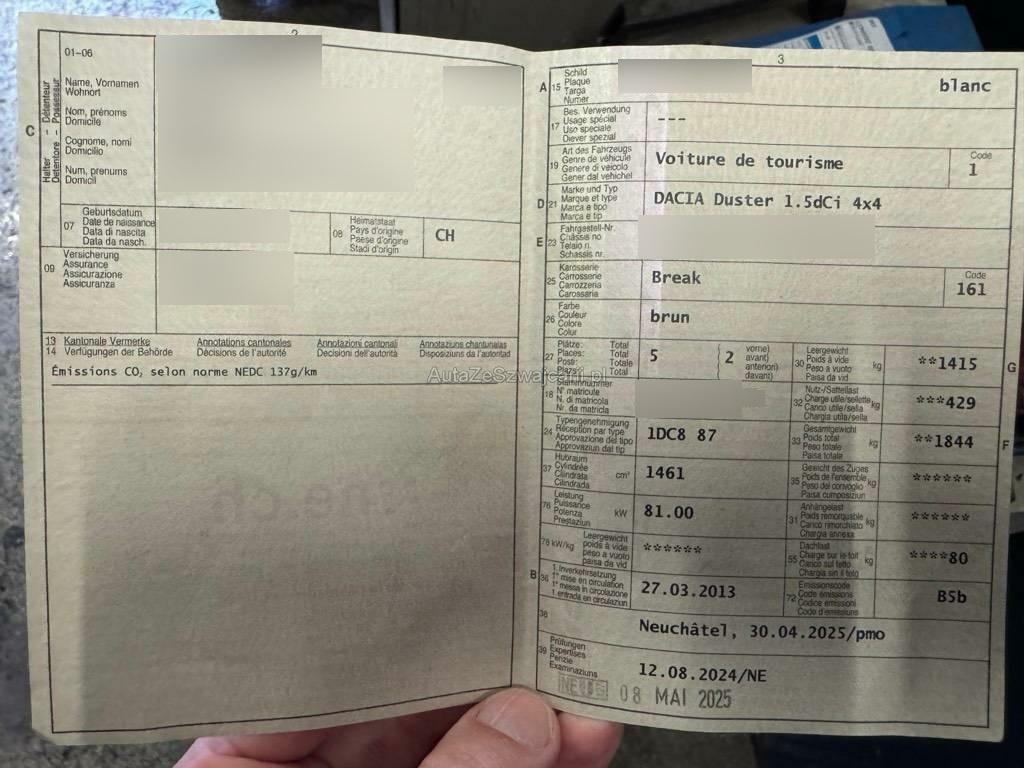 2
01-06
C
Halter – Détenteur
Detentore – Possessur
Name, Vornamen
Wohnort
Nom, prénoms
Domicile
Cognome, nomi
Domicilio
Num, prenums
Domicil
07
Geburtsdatum
Date de naissance
Data di nascita
Data da nasch.
08
Heimatstaat
Pays d'origine
Paese d'origine
Stadi d'origin
CH
09
Versicherung
Assurance
Assicurazione
Assicuranza
13 Kantonale Vermerke Annotations cantonales Annotazioni cantonali Annotaziuns chantunalas
14 Verfügungen der Behörde Décisions de l'autorité Decisioni dell'autorità Disposiziuns da l'autoritad
Émissions CO₂ selon norme NEDC 137g/km
AutaZeSzwajcarii.pl
3
A 15
Schild
Plaque
Targa
Numer
blanc
17
Bes. Verwendung
Usage spécial
Uso speciale
Diever spezial
---
19
Art des Fahrzeugs
Genre de véhicule
Genere di veicolo
Gener dal vehichel
Voiture de tourisme
Code
1
D 21
Marke und Typ
Marque et type
Marca e tipo
Marca e tip
DACIA Duster 1.5dCi 4x4
E 23
Fahrgestell-Nr.
Châssis no
Telaio n.
Schassis nr.
25
Karosserie
Carrosserie
Carrozzeria
Carossaria
Break
Code
161
26
Farbe
Couleur
Colore
Colur
brun
27
Plätze: Total
Places: Total
Posti: Totale
Plazs: Total
5
2
vorne)
avant)
anteriori)
davant)
30
Leergewicht
Poids à vide
Peso a vuoto
Paisa da vid
kg
**1415
G
18
Stammnummer
N° matricule
N. di matricola
Nr. da matricla
32
Nutz-/Sattellast
Charge utile/sellette
Carico utile/sella
Chargia utila/sella
kg
***429
24
Typengenehmigung
Réception par type
Approvazione del tipo
Approvaziun dal tip
1DC8 87
33
Gesamtgewicht
Poids total
Peso totale
Paisa totala
kg
**1844
F
37
Hubraum
Cylindrée
Cilindrata
Cilindrada
cm³
1461
35
Gewicht des Zuges
Poids de l'ensemble
Peso del convoglio
Paisa cumposiziun
kg
******
76
Leistung
Puissance
Potenza
Prestaziun
kW
81.00
31
Anhängelast
Poids remorquable
Carico rimorchiato
Chargia annexa
kg
******
78 kW/kg
Leergewicht
poids à vide
peso a vuoto
paisa da vid
******
55
Dachlast
Charge sur le toit
Carico sul tetto
Chargia sin il tetg
kg
****80
B 36
1. Inverkehrsetzung
1re mise en circulation
1a messa in circolazione
1. entrada en circulaziun
27.03.2013
72
Emissionscode
Code émissions
Codice emissioni
Code d'emissiuns
B5b
38
Neuchâtel, 30.04.2025/pmo
39
Prüfungen
Expertises
Perizie
Examinaziuns
12.08.2024/NE
08 MAI 2025